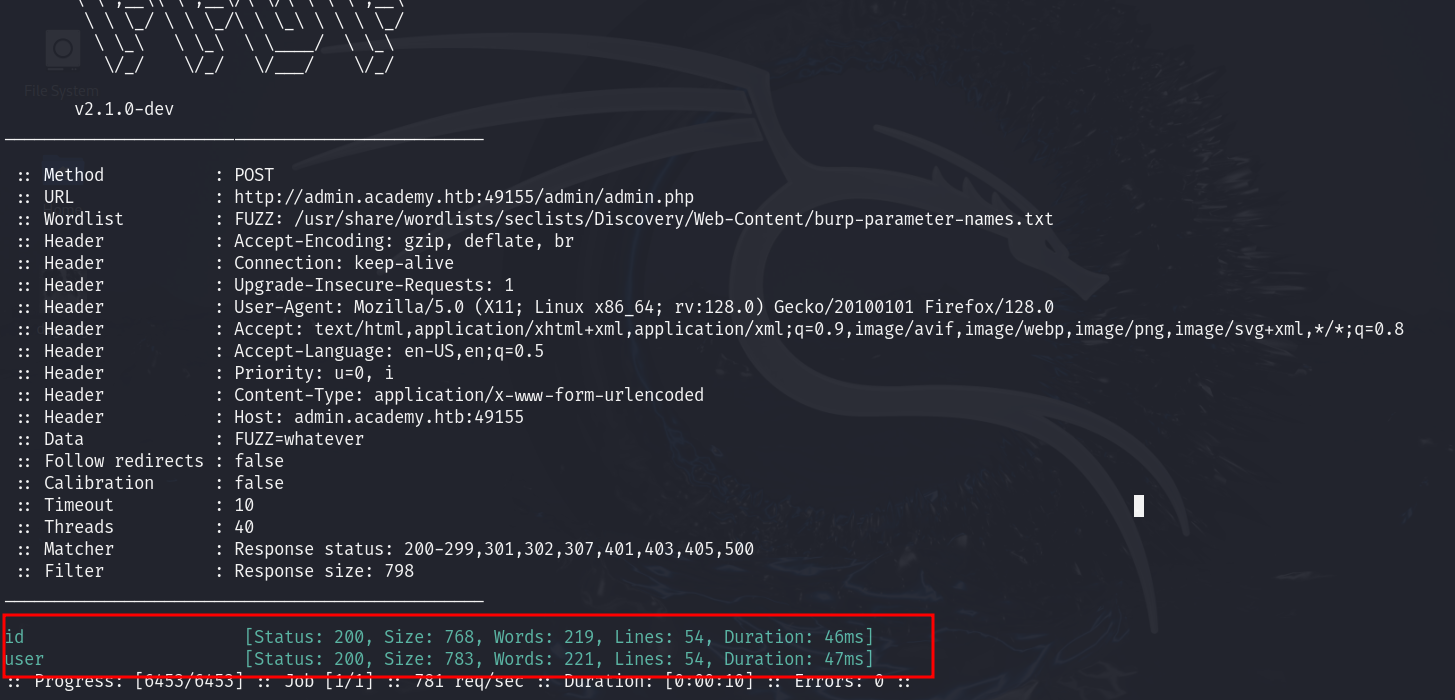 File System
v2.1.0-dev
:: Method : POST
:: URL : http://admin.academy.htb:49155/admin/admin.php
:: Wordlist : FUZZ: /usr/share/wordlists/seclists/Discovery/Web-Content/burp-parameter-names.txt
:: Header : Accept-Encoding: gzip, deflate, br
:: Header : Connection: keep-alive
:: Header : Upgrade-Insecure-Requests: 1
:: Header : User-Agent: Mozilla/5.0 (X11; Linux x86_64; rv:128.0) Gecko/20100101 Firefox/128.0
:: Header : Accept: text/html,application/xhtml+xml,application/xml;q=0.9,image/avif,image/webp,image/png,image/svg+xml,*/*;q=0.8
:: Header : Accept-Language: en-US,en;q=0.5
:: Header : Priority: u=0, i
:: Header : Content-Type: application/x-www-form-urlencoded
:: Header : Host: admin.academy.htb:49155
:: Data : FUZZ=whatever
:: Follow redirects : false
:: Calibration : false
:: Timeout : 10
:: Threads : 40
:: Matcher : Response status: 200-299,301,302,307,401,403,405,500
:: Filter : Response size: 798
id [Status: 200, Size: 768, Words: 219, Lines: 54, Duration: 46ms]
user [Status: 200, Size: 783, Words: 221, Lines: 54, Duration: 47ms]
:: Progress: [6453/6453] :: Job [1/1] :: 781 req/sec :: Duration: [0:00:10] :: Errors: 0 ::